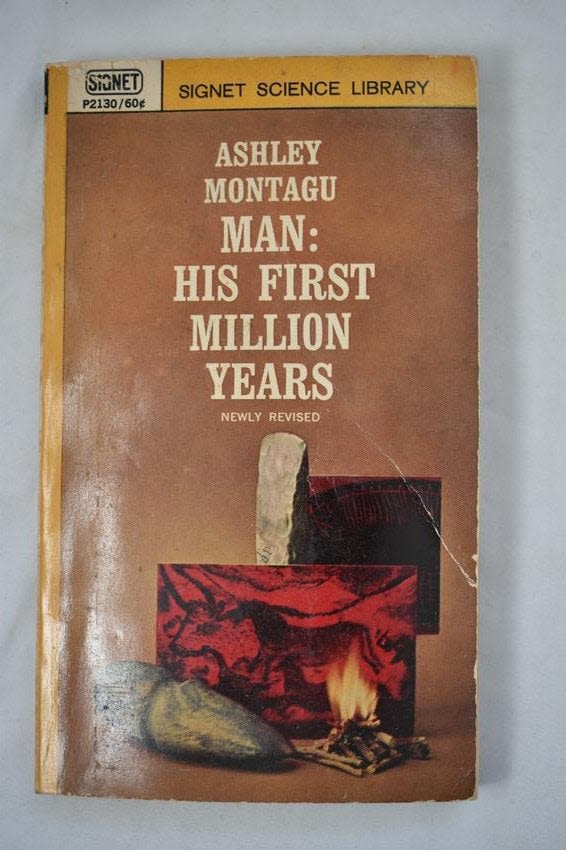 SIGNET
P2130/60¢
SIGNET SCIENCE LIBRARY
ASHLEY
MONTAGU
MAN:
HIS FIRST
MILLION
YEARS
NEWLY REVISED